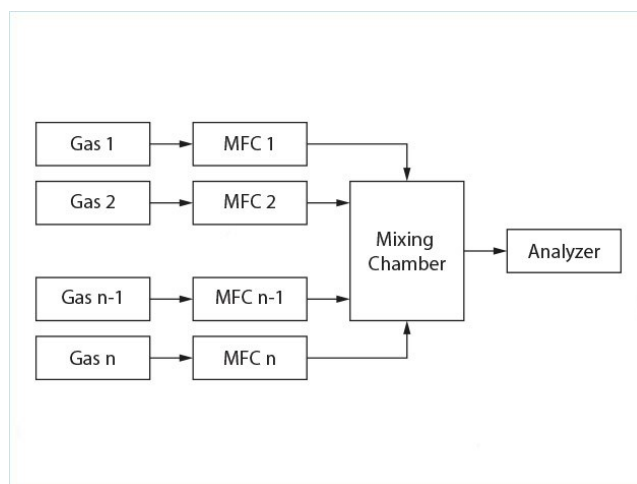 Gas 1
MFC 1
Gas 2
MFC 2
Mixing
Chamber
Analyzer
Gas n-1
MFC n-1
Gas n
MFC n